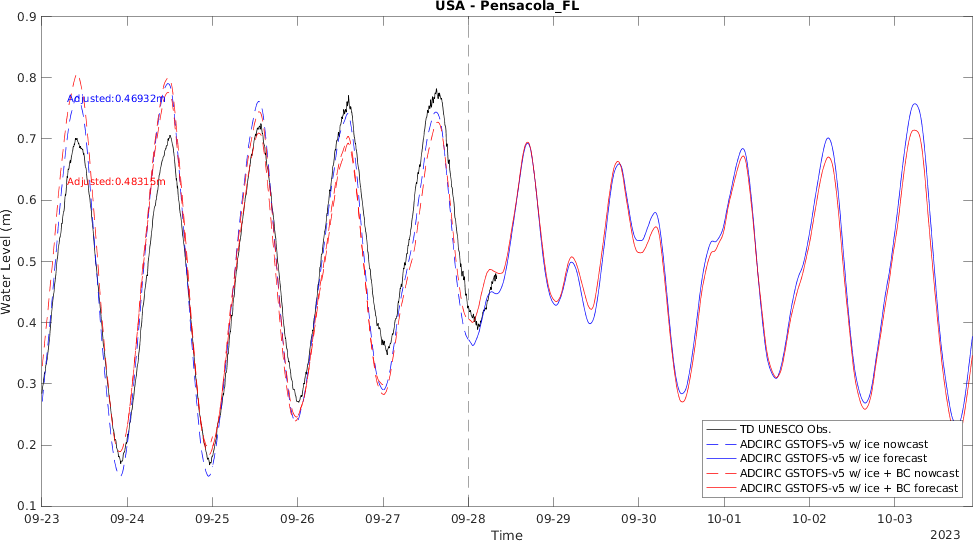 USA - Pensacola_FL
0.9
0.8
Adjusted:0.46932m
0.7
Adjusted:0.48315m
0.6
0.5
0.4
0.3
0.2
0.1
Water Level (m)
TD UNESCO Obs.
ADCIRC GSTOFS-v5 w/ ice nowcast
ADCIRC GSTOFS-v5 w/ ice forecast
ADCIRC GSTOFS-v5 w/ ice + BC nowcast
ADCIRC GSTOFS-v5 w/ ice + BC forecast
09-23 09-24 09-25 09-26 09-27 09-28 09-29 09-30 10-01 10-02 10-03
Time
2023